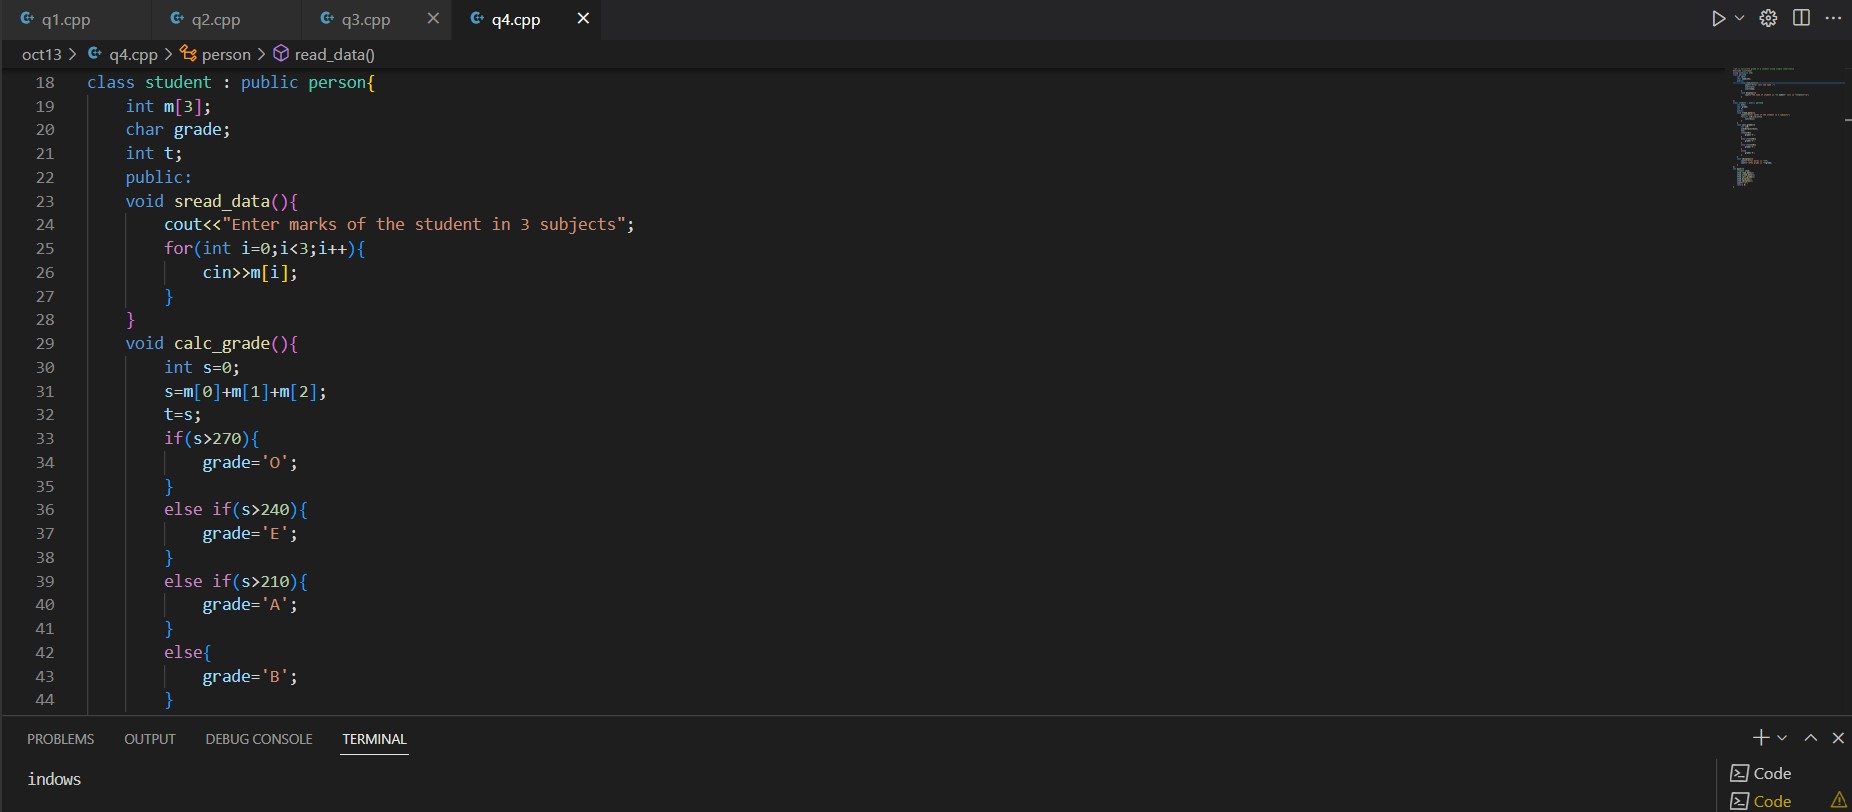 q1.cpp q2.cpp q3.cpp q4.cpp
oct13 > q4.cpp > person > read_data()
18 class student : public person{
19 int m[3];
20 char grade;
21 int t;
22 public:
23 void sread_data(){
24 cout<<"Enter marks of the student in 3 subjects";
25 for(int i=0;i<3;i++){
26 cin>>m[i];
27 }
28 }
29 void calc_grade(){
30 int s=0;
31 s=m[0]+m[1]+m[2];
32 t=s;
33 if(s>270){
34 grade='O';
35 }
36 else if(s>240){
37 grade='E';
38 }
39 else if(s>210){
40 grade='A';
41 }
42 else{
43 grade='B';
44 }
PROBLEMS OUTPUT DEBUG CONSOLE TERMINAL
indows
Code
Code